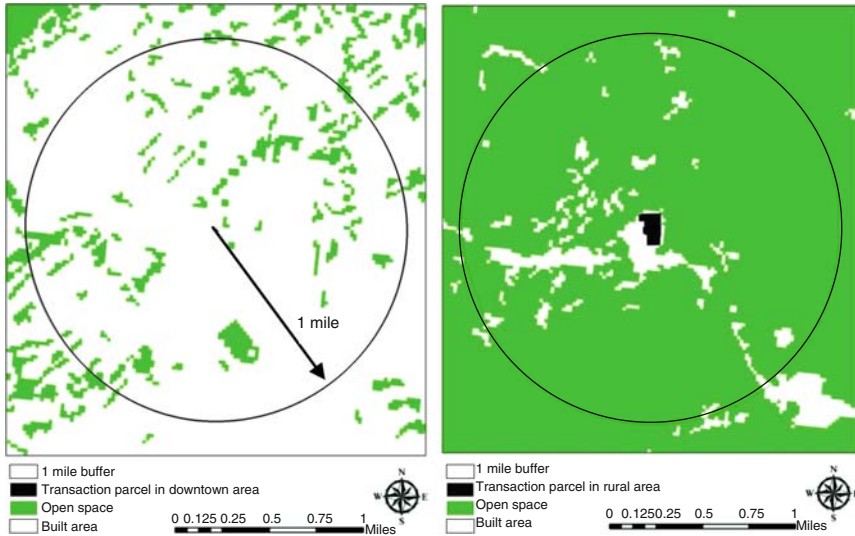 1 mile
1 mile buffer
Transaction parcel in downtown area
Open space
Built area
N
W E
S
0 0.125 0.25 0.5 0.75 1
Miles
1 mile buffer
Transaction parcel in rural area
Open space
Built area
N
W E
S
0 0.125 0.25 0.5 0.75 1
Miles